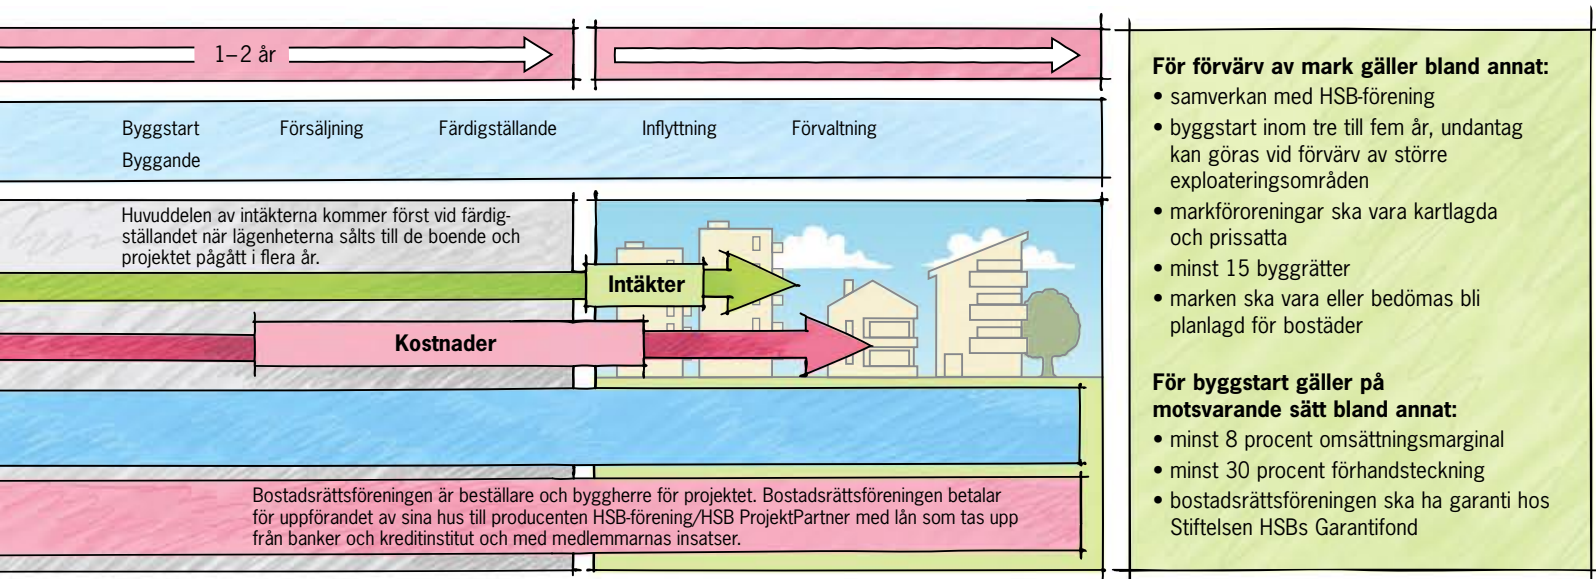 1–2 år
Byggstart Försäljning Färdigställande Inflyttning Förvaltning
Byggande
Huvuddelen av intäkterna kommer först vid färdig-
ställandet när lägenheterna sålts till de boende och
projektet pågått i flera år.
Intäkter
Kostnader
Bostadsrättsföreningen är beställare och byggherre för projektet. Bostadsrättsföreningen betalar
för uppförandet av sina hus till producenten HSB-förening/HSB ProjektPartner med lån som tas upp
från banker och kreditinstitut och med medlemmarnas insatser.
För förvärv av mark gäller bland annat:
• samverkan med HSB-förening
• byggstart inom tre till fem år, undantag
kan göras vid förvärv av större
exploateringsområden
• markföroreningar ska vara kartlagda
och prissatta
• minst 15 byggrätter
• marken ska vara eller bedömas bli
planlagd för bostäder
För byggstart gäller på
motsvarande sätt bland annat:
• minst 8 procent omsättningsmarginal
• minst 30 procent förhandsteckning
• bostadsrättsföreningen ska ha garanti hos
Stiftelsen HSBs Garantifond